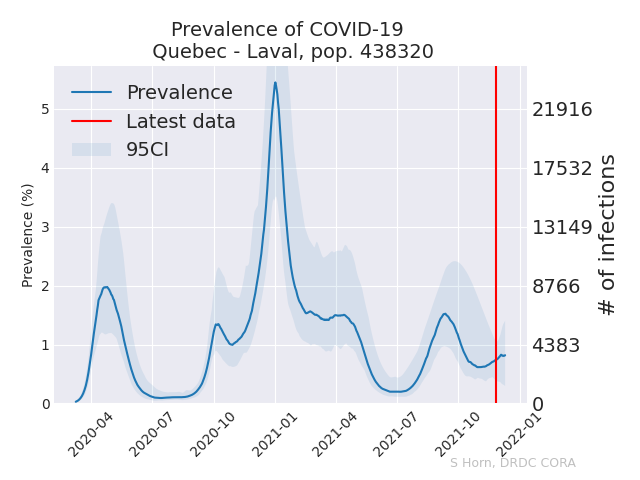 Prevalence of COVID-19
Quebec - Laval, pop. 438320
Prevalence
Latest data
95CI
Prevalence (%)
5
4
3
2
1
0
21916
17532
13149
8766
4383
0
# of infections
2020-04
2020-07
2020-10
2021-01
2021-04
2021-07
2021-10
2022-01
S Horn, DRDC CORA